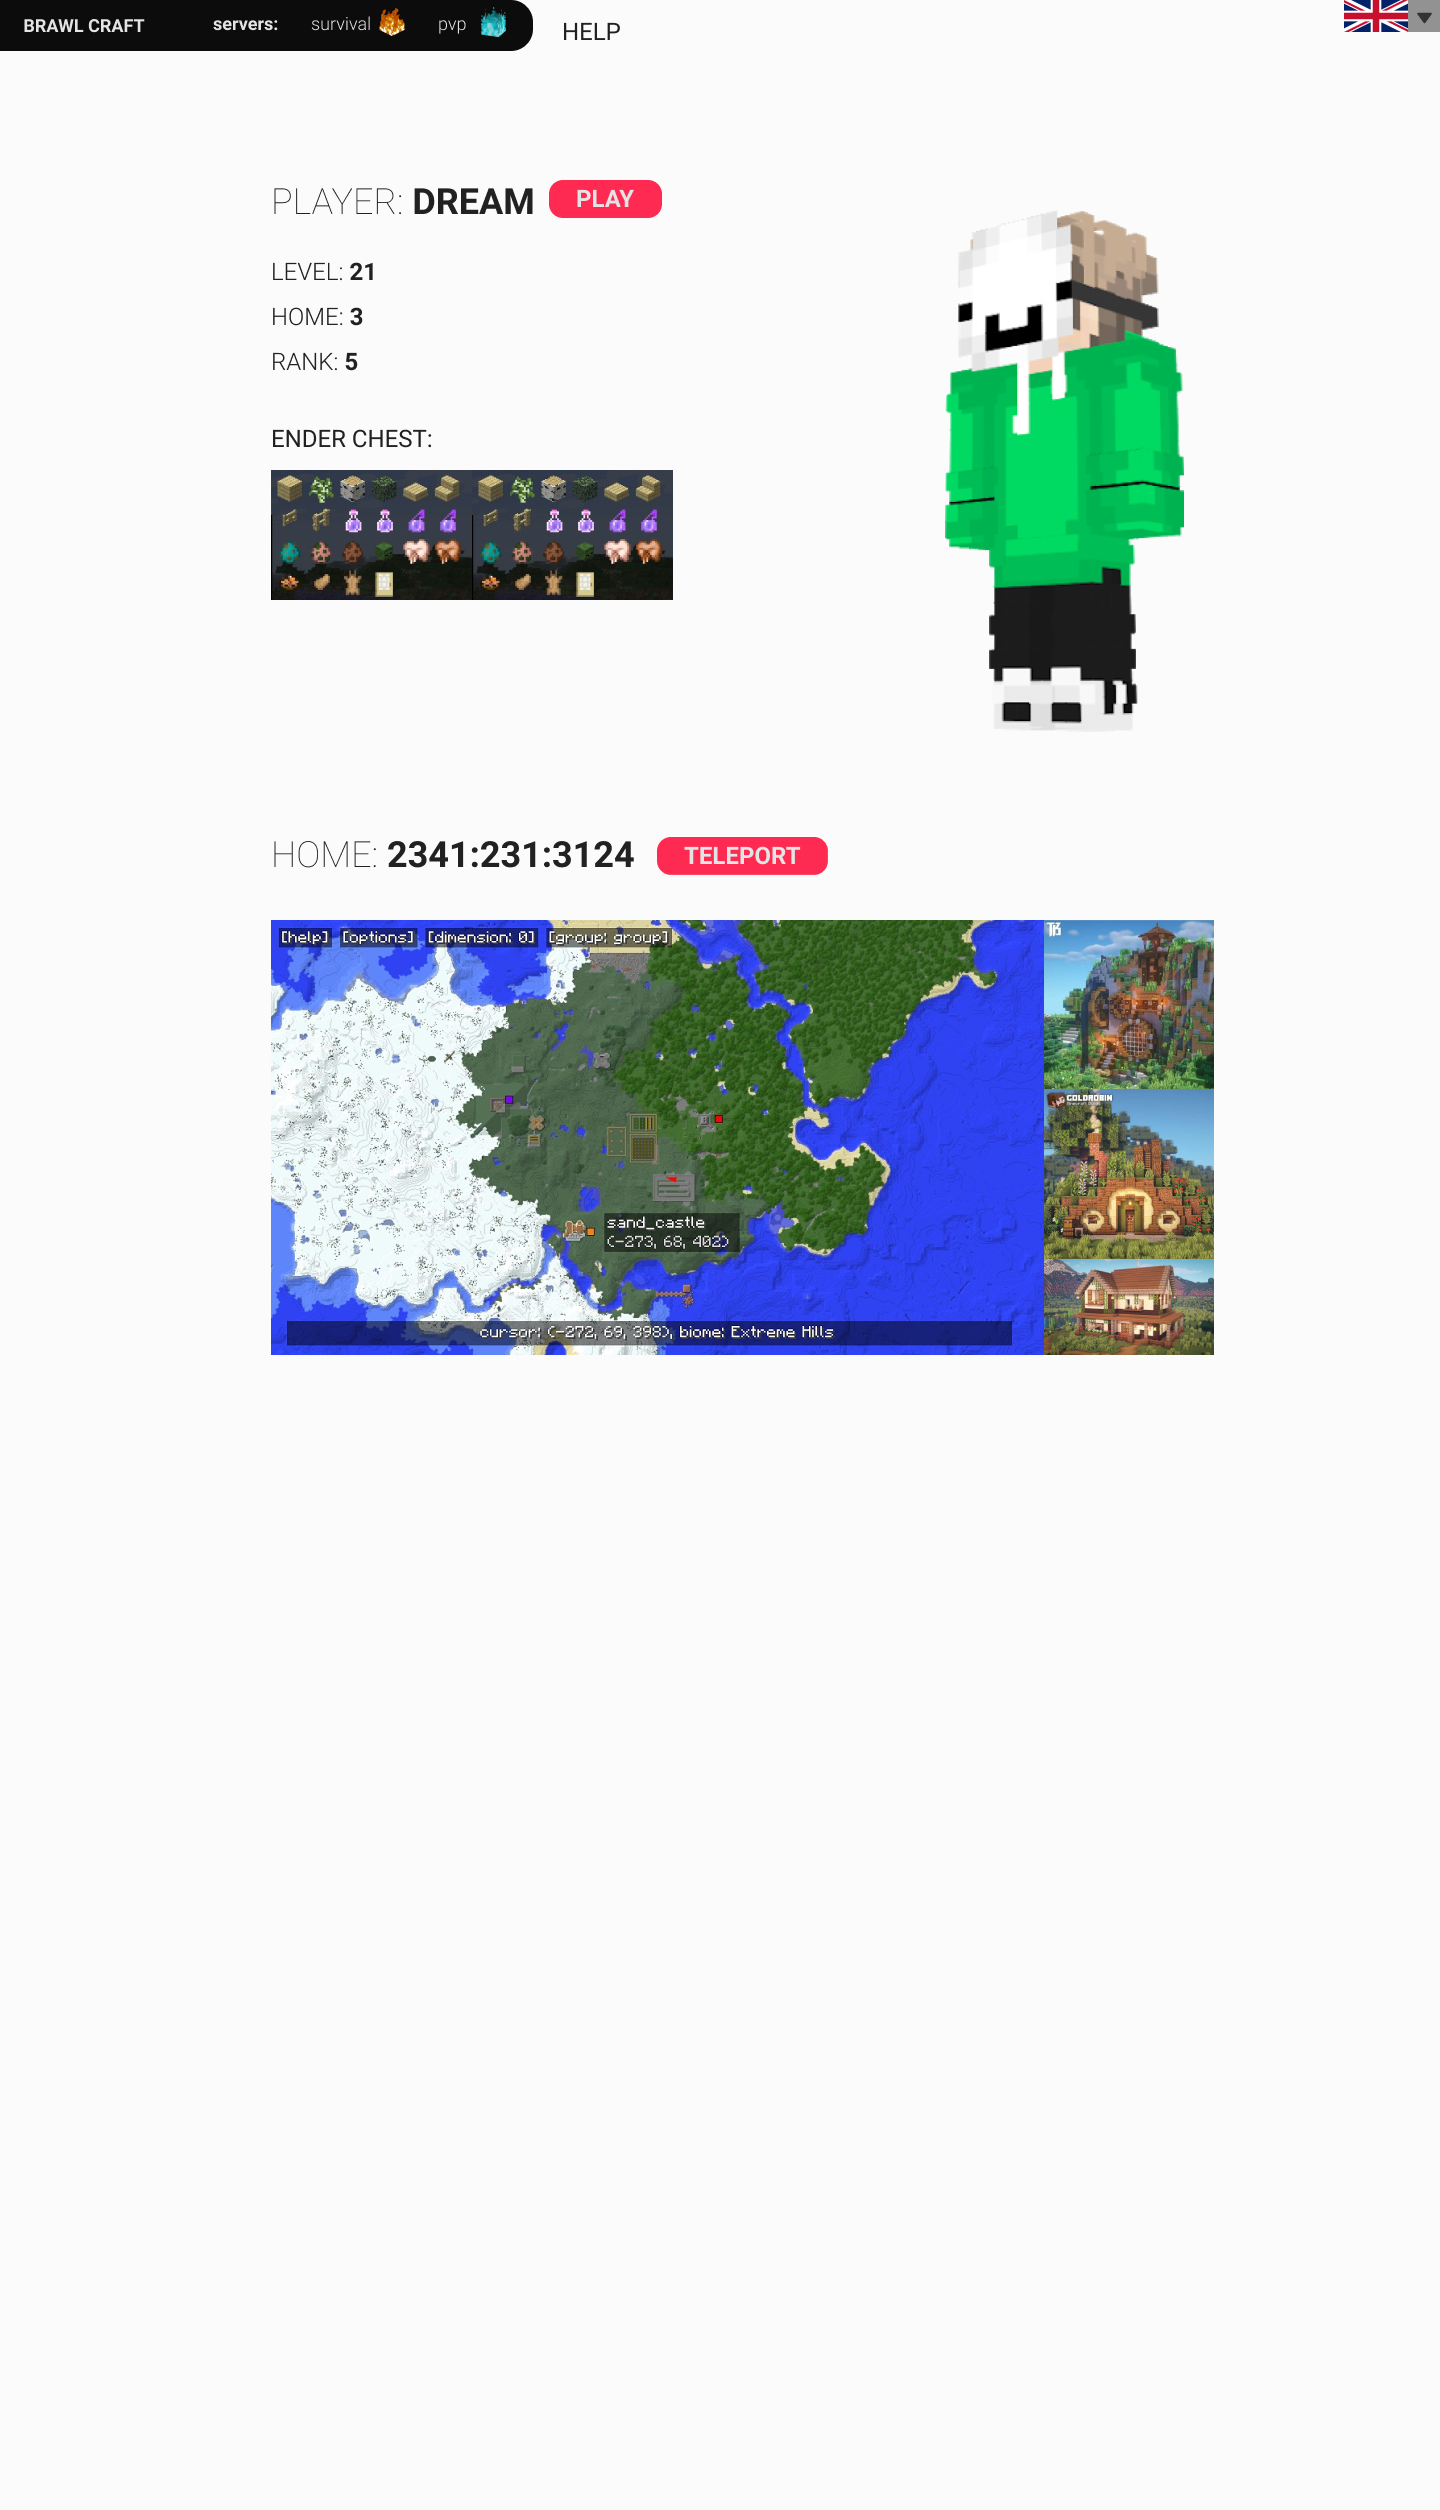 BRAWL CRAFT servers: survival pvp HELP
PLAYER: DREAM PLAY
LEVEL: 21
HOME: 3
RANK: 5
ENDER CHEST:
HOME: 2341:231:3124 TELEPORT
[help] [options] [dimension: 0] [group: group]
TK
GOLDROBIN
sand_castle
(-273, 68, 402)
cursor: (-272, 69, 398), biome: Extreme Hills